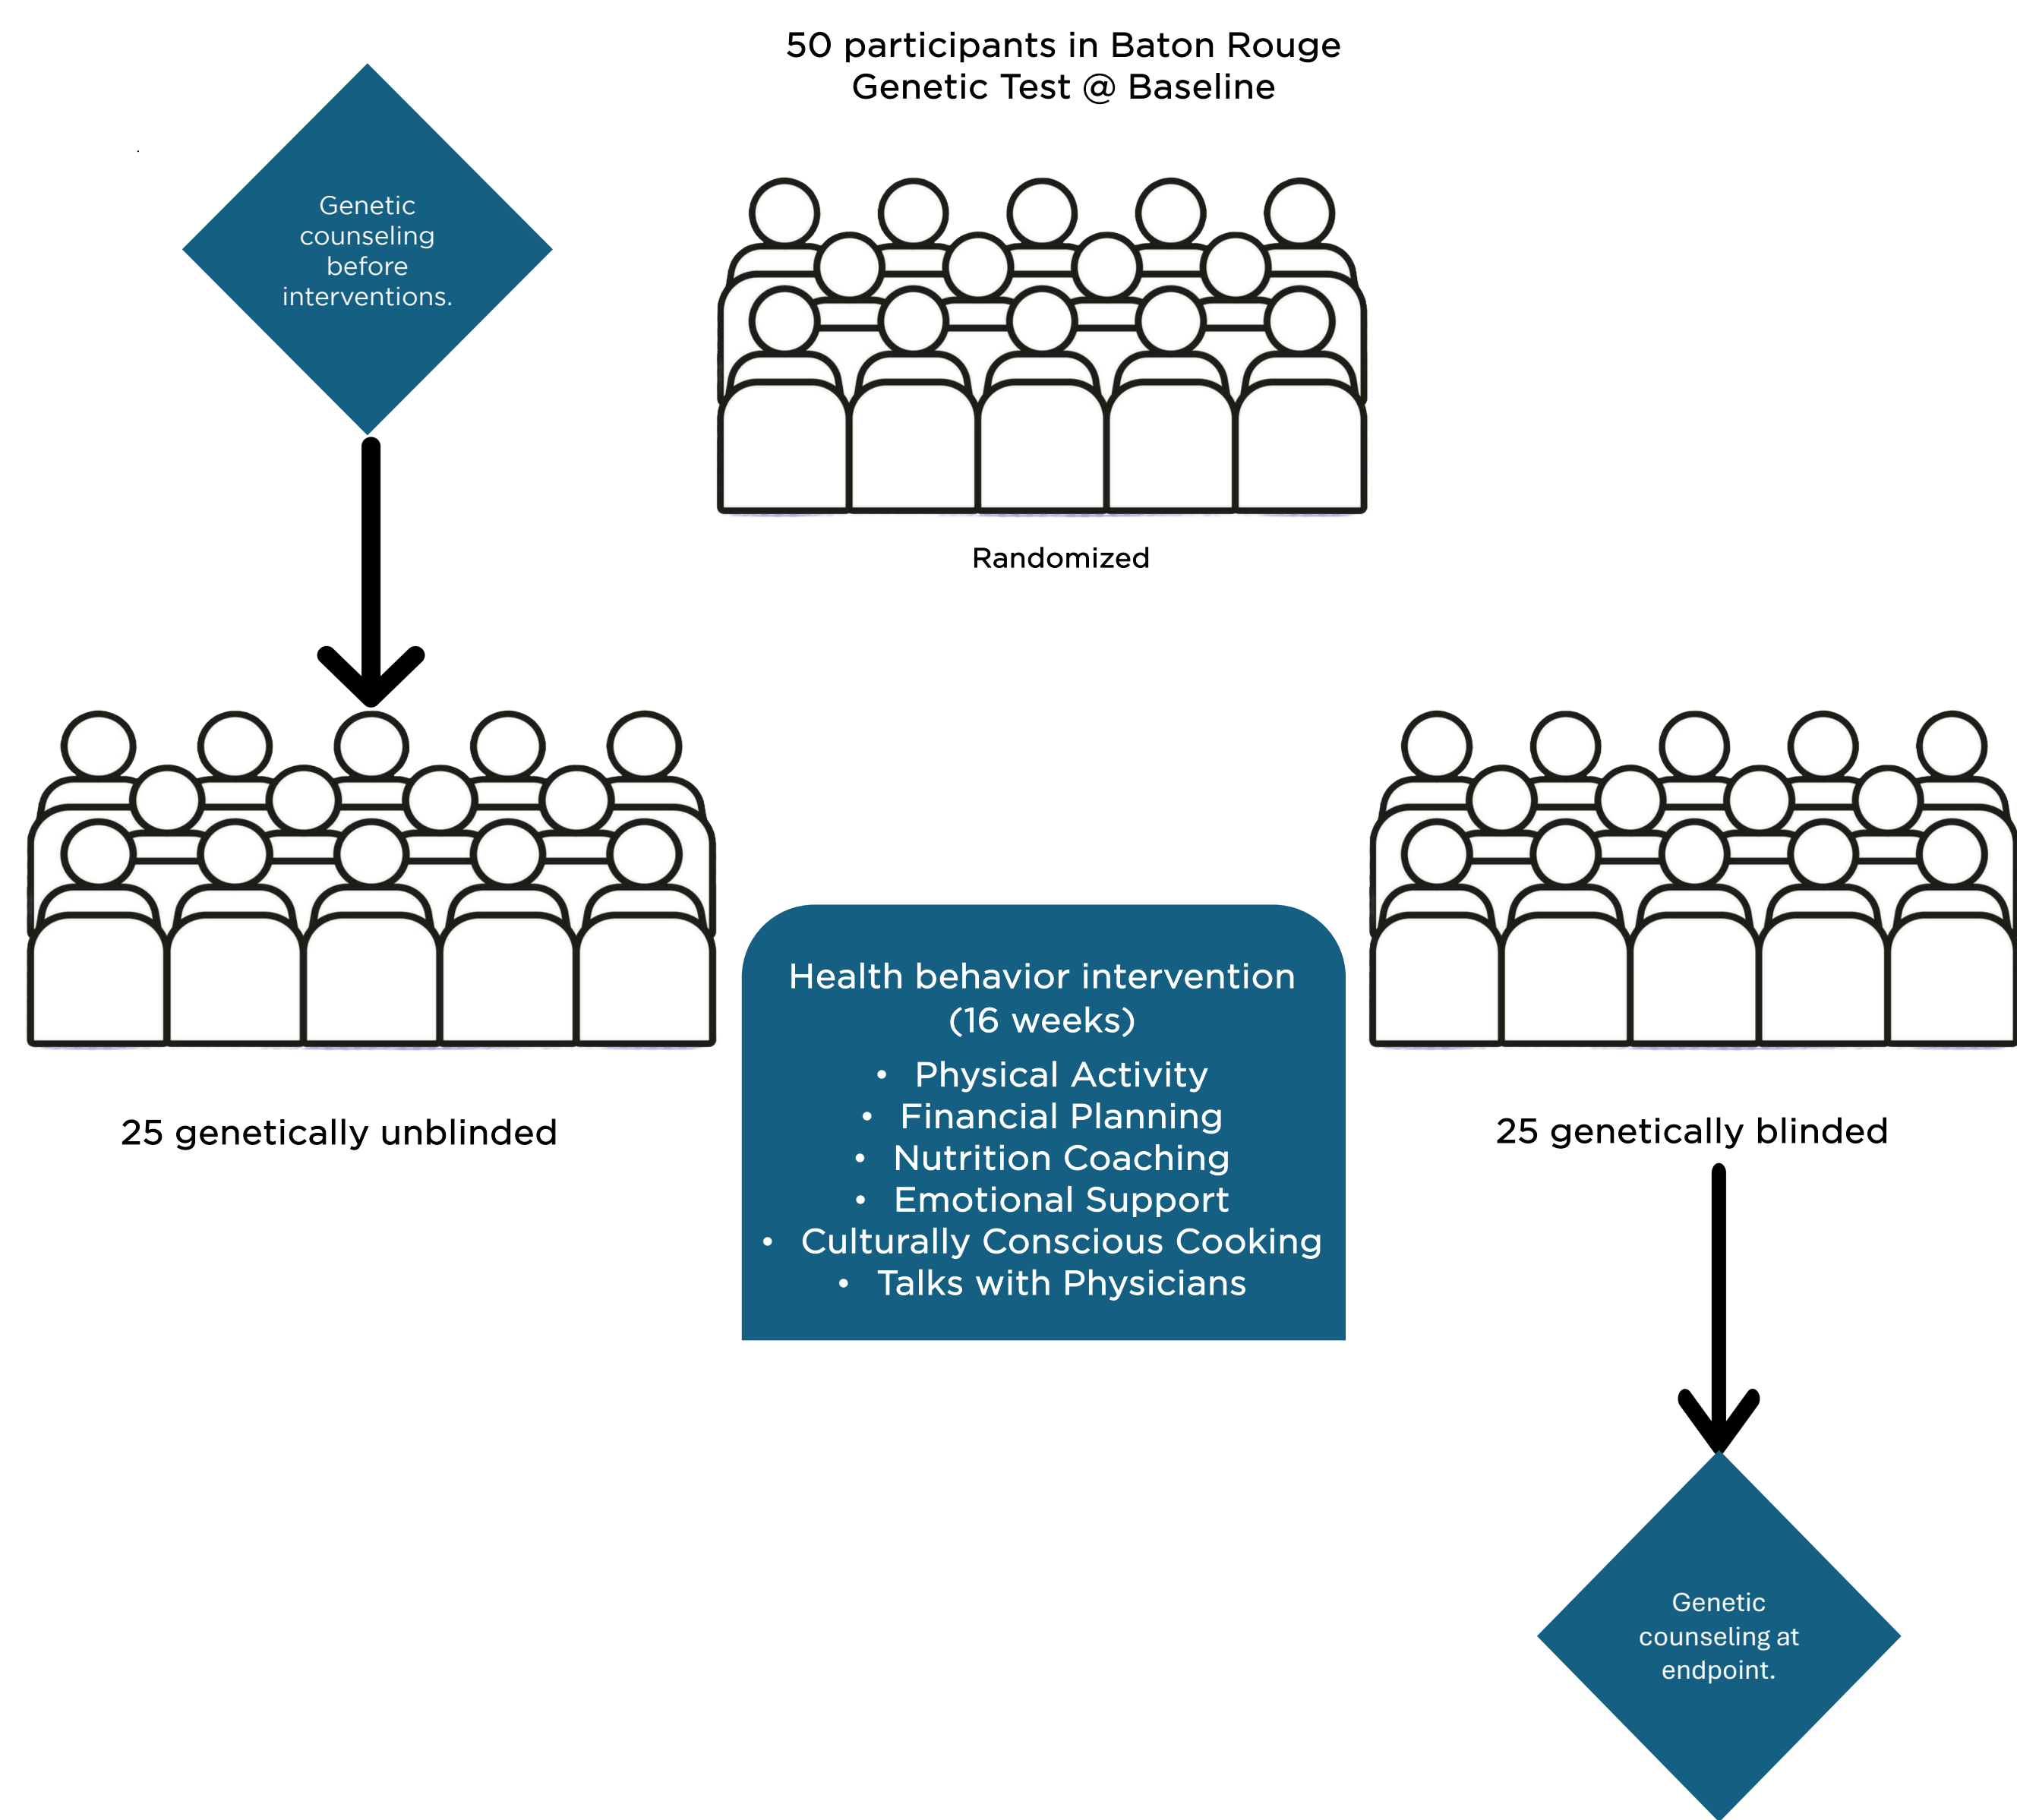 50 participants in Baton Rouge
Genetic Test @ Baseline
Genetic
counseling
before
interventions.
Randomized
25 genetically unblinded
Health behavior intervention
(16 weeks)
• Physical Activity
• Financial Planning
• Nutrition Coaching
• Emotional Support
• Culturally Conscious Cooking
• Talks with Physicians
25 genetically blinded
Genetic
counseling at
endpoint.